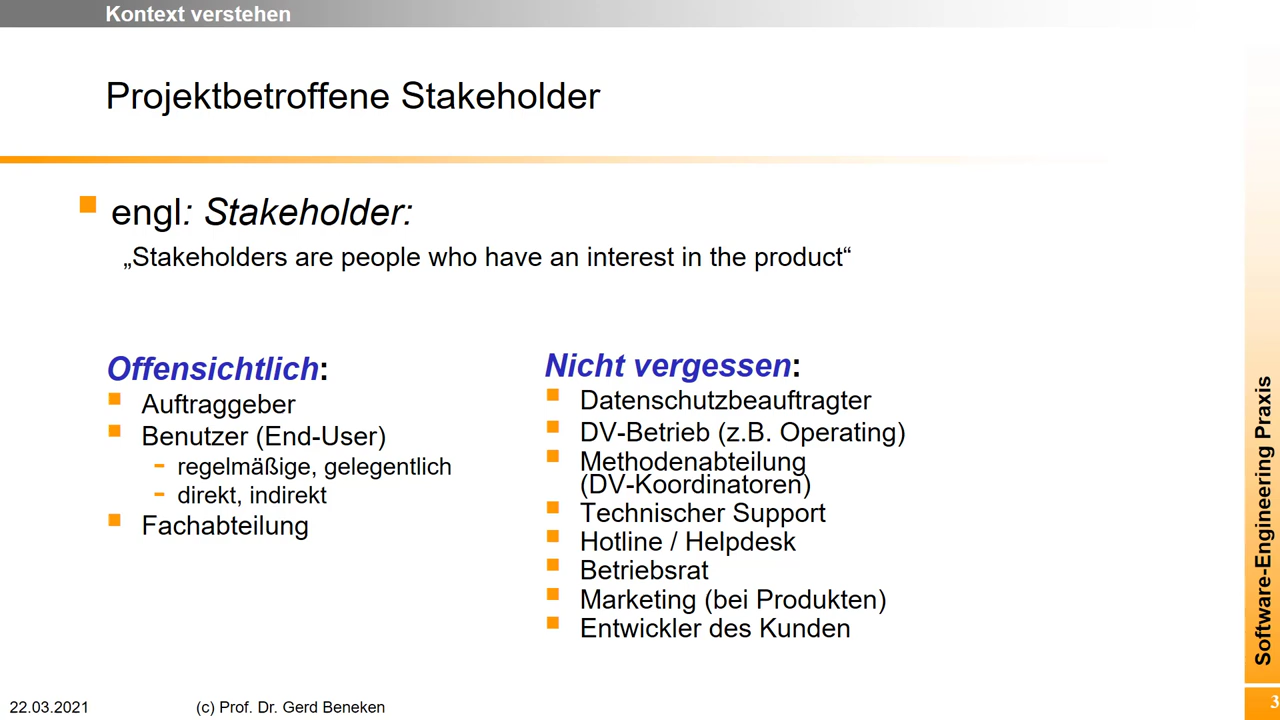 Kontext verstehen
Projektbetroffene Stakeholder
engl: Stakeholder:
„Stakeholders are people who have an interest in the product“
Offensichtlich:
Auftraggeber
Benutzer (End-User)
regelmäßige, gelegentlich
direkt, indirekt
Fachabteilung
Nicht vergessen:
Datenschutzbeauftragter
DV-Betrieb (z.B. Operating)
Methodenabteilung
(DV-Koordinatoren)
Technischer Support
Hotline / Helpdesk
Betriebsrat
Marketing (bei Produkten)
Entwickler des Kunden
Software-Engineering Praxis
22.03.2021
(c) Prof. Dr. Gerd Beneken
3